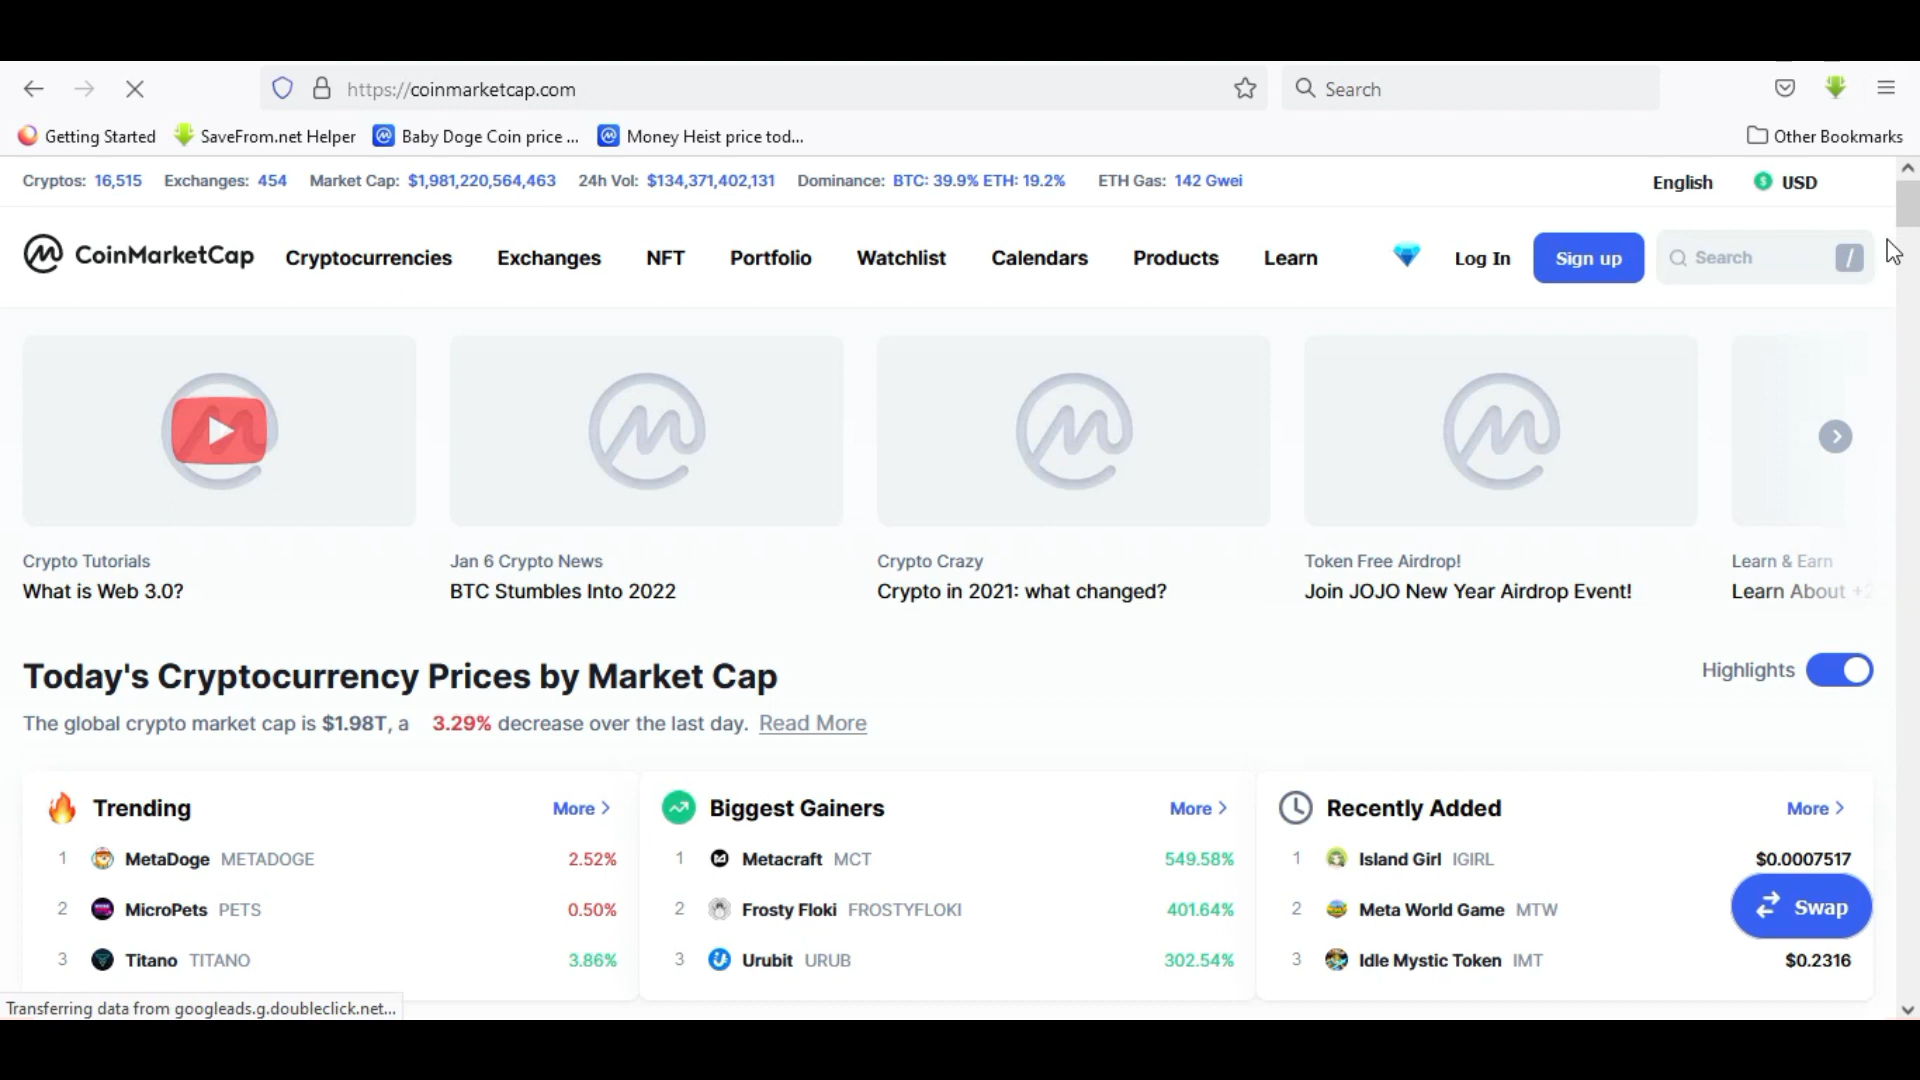 https://coinmarketcap.com
Search
Getting Started
SaveFrom.net Helper
Baby Doge Coin price ...
Money Heist price tod...
Other Bookmarks
Cryptos: 16,515 Exchanges: 454 Market Cap: $1,981,220,564,463 24h Vol: $134,371,402,131 Dominance: BTC: 39.9% ETH: 19.2% ETH Gas: 142 Gwei
English
USD
CoinMarketCap
Cryptocurrencies Exchanges NFT Portfolio Watchlist Calendars Products Learn
Log In
Sign up
Search /
Crypto Tutorials
What is Web 3.0?
Jan 6 Crypto News
BTC Stumbles Into 2022
Crypto Crazy
Crypto in 2021: what changed?
Token Free Airdrop!
Join JOJO New Year Airdrop Event!
Learn & Earn
Learn About +2
Today's Cryptocurrency Prices by Market Cap
Highlights
The global crypto market cap is $1.98T, a 3.29% decrease over the last day. Read More
Trending
More
1 MetaDoge METADOGE 2.52%
2 MicroPets PETS 0.50%
3 Titano TITANO 3.86%
Biggest Gainers
More
1 Metacraft MCT 549.58%
2 Frosty Floki FROSTYFLOKI 401.64%
3 Urubit URUB 302.54%
Recently Added
More
1 Island Girl IGIRL $0.0007517
2 Meta World Game MTW
3 Idle Mystic Token IMT $0.2316
Swap
Transferring data from googleads.g.doubleclick.net...